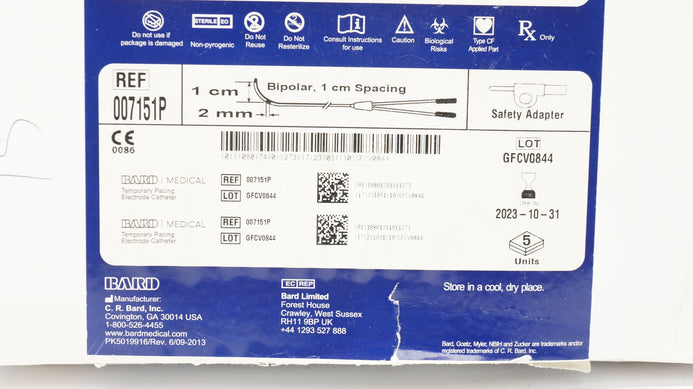 Do not use if
package is damaged
STERILE EO
Non-pyrogenic
Do Not
Reuse
Do Not
Resterilize
Consult Instructions
for use
Caution
Biological
Risks
Type CF
Applied Part
Rx Only
REF
007151P
1 cm
2 mm
Bipolar, 1 cm Spacing
Safety Adapter
CE
0086
LOT
GFCV0844
BARD | MEDICAL
Temporary Pacing
Electrode Catheter
REF 007151P
LOT GFCV0844
BARD | MEDICAL
Temporary Pacing
Electrode Catheter
REF 007151P
LOT GFCV0844
2023-10-31
5
Units
BARD
Manufacturer:
C. R. Bard, Inc.
Covington, GA 30014 USA
1-800-526-4455
www.bardmedical.com
PK5019916/Rev. 6/09-2013
EC REP
Bard Limited
Forest House
Crawley, West Sussex
RH11 9BP UK
+44 1293 527 888
Store in a cool, dry place.
Bard, Goetz, Myler, NBIH and Zucker are trademarks and/or
registered trademarks of C. R. Bard, Inc.